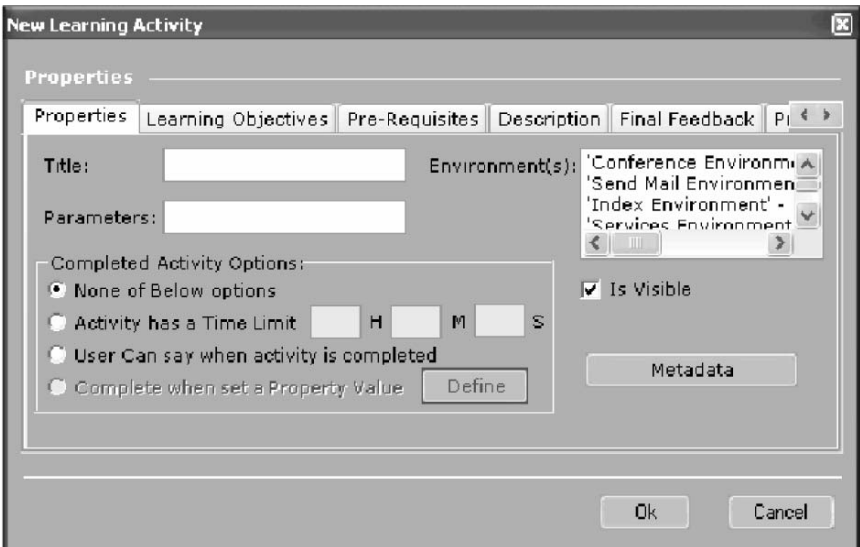 New Learning Activity
Properties
Properties Learning Objectives Pre-Requisites Description Final Feedback
Title:
Environment(s):
'Conference Environm
'Send Mail Environmen
'Index Environment' -
'Services Environment
Parameters:
Completed Activity Options:
None of Below options
Activity has a Time Limit H M S
User Can say when activity is completed
Complete when set a Property Value Define
Is Visible
Metadata
Ok Cancel